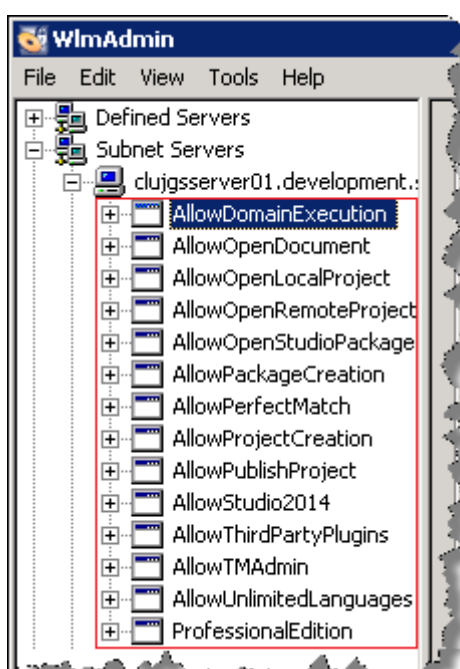 WlmAdmin
File Edit View Tools Help
Defined Servers
Subnet Servers
clujgsserver01.development.
AllowDomainExecution
AllowOpenDocument
AllowOpenLocalProject
AllowOpenRemoteProject
AllowOpenStudioPackage
AllowPackageCreation
AllowPerfectMatch
AllowProjectCreation
AllowPublishProject
AllowStudio2014
AllowThirdPartyPlugins
AllowTMAdmin
AllowUnlimitedLanguages
ProfessionalEdition